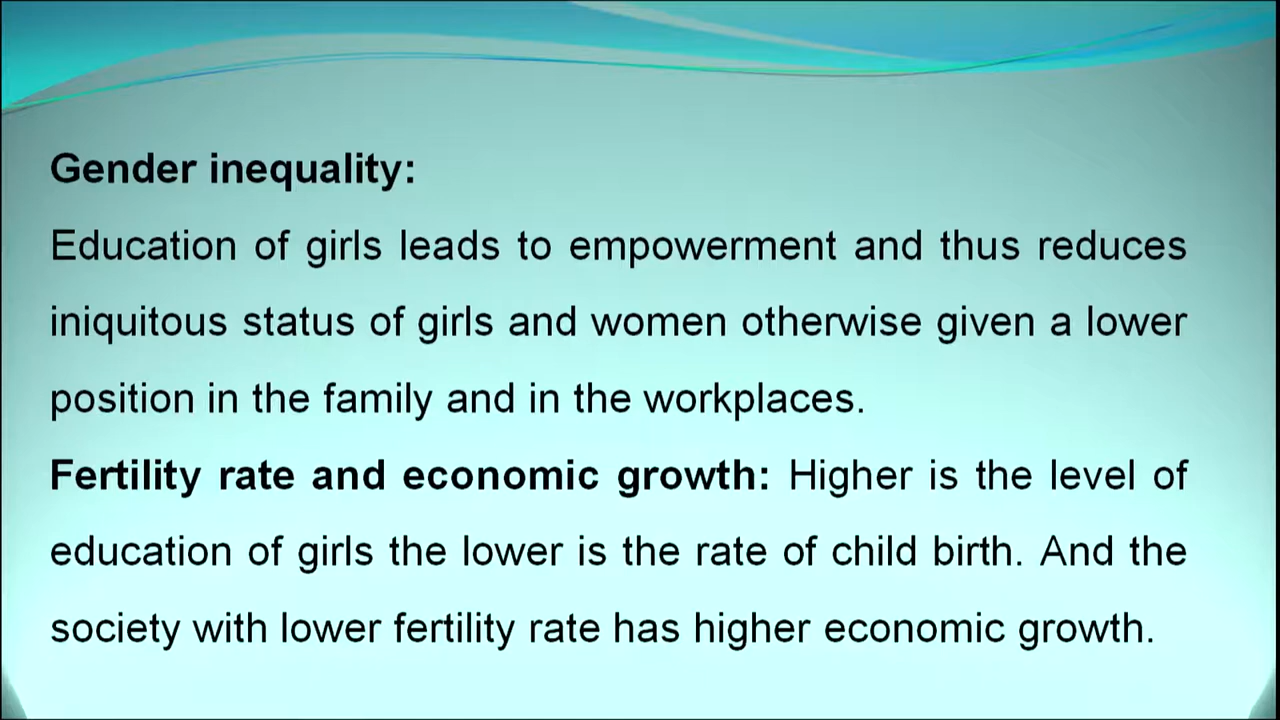 Gender inequality:
Education of girls leads to empowerment and thus reduces
iniquitous status of girls and women otherwise given a lower
position in the family and in the workplaces.
Fertility rate and economic growth: Higher is the level of
education of girls the lower is the rate of child birth. And the
society with lower fertility rate has higher economic growth.